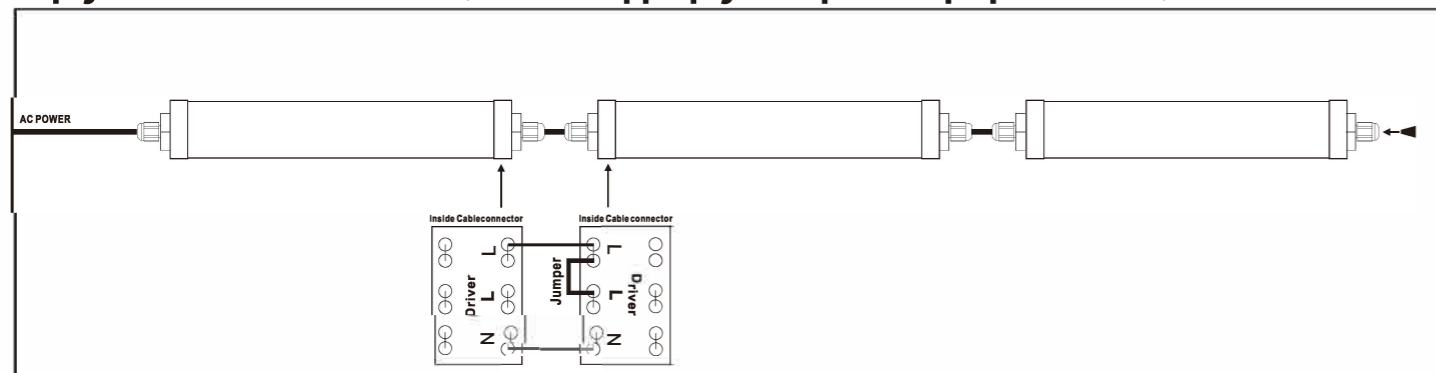 AC POWER
Inside Cableconnector
Inside Cable connector
L
L
N
Driver
Jumper
L
L
N
Driver